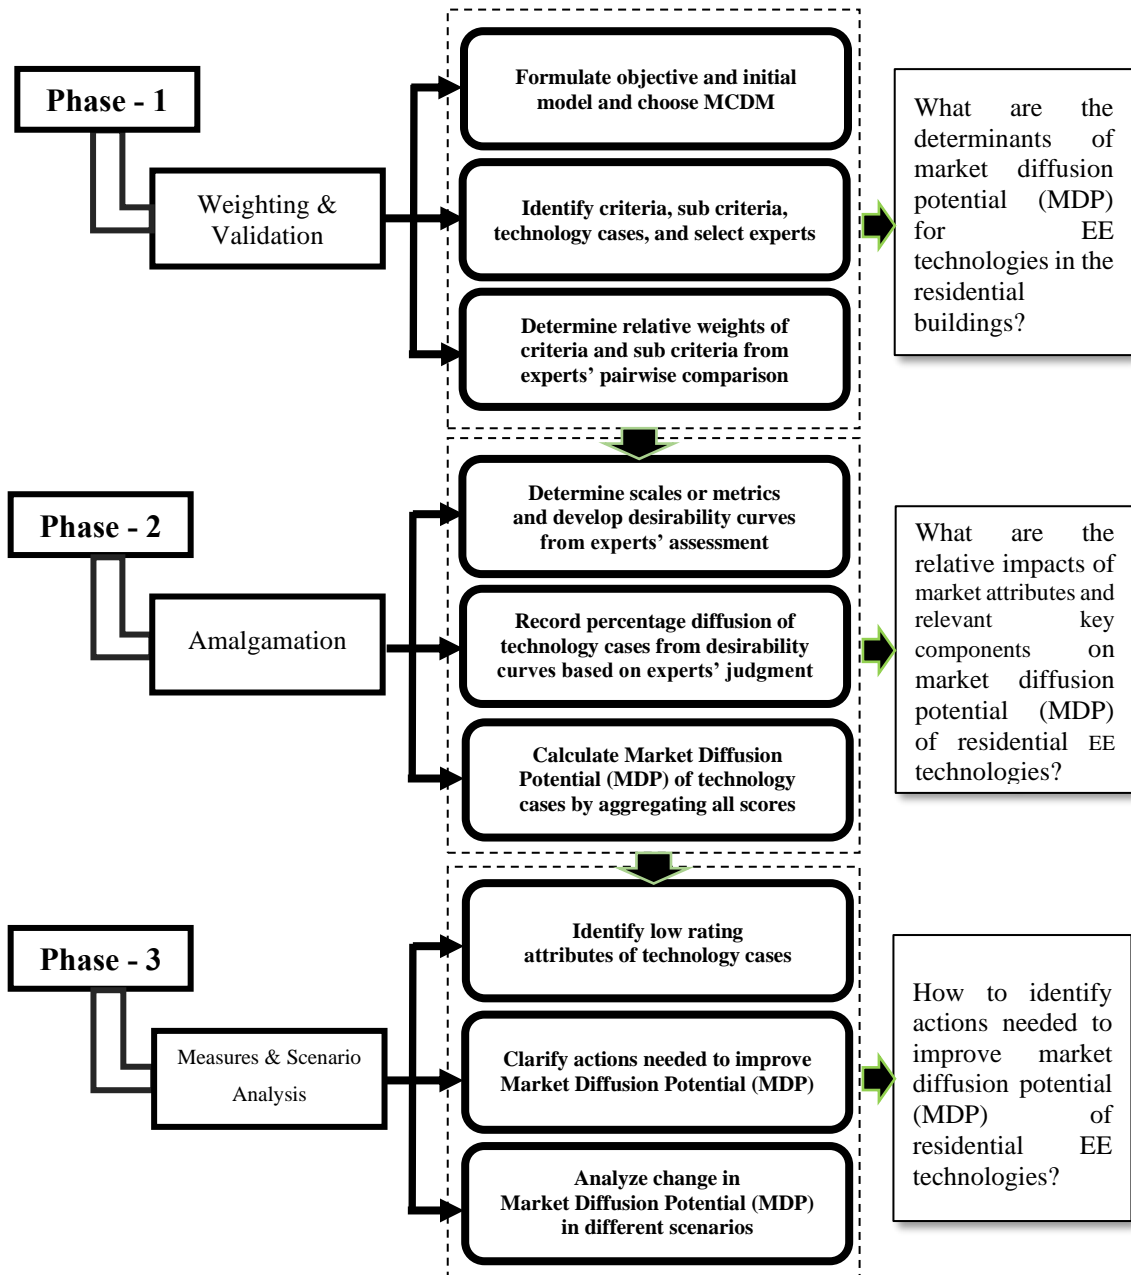 Phase - 1
Weighting &
Validation
Formulate objective and initial
model and choose MCDM
Identify criteria, sub criteria,
technology cases, and select experts
Determine relative weights of
criteria and sub criteria from
experts’ pairwise comparison
What are the
determinants of
market diffusion
potential (MDP)
for EE
technologies in the
residential
buildings?
Phase - 2
Amalgamation
Determine scales or metrics
and develop desirability curves
from experts’ assessment
Record percentage diffusion of
technology cases from desirability
curves based on experts’ judgment
Calculate Market Diffusion
Potential (MDP) of technology
cases by aggregating all scores
What are the
relative impacts of
market attributes and
relevant key
components on
market diffusion
potential (MDP)
of residential EE
technologies?
Phase - 3
Measures & Scenario
Analysis
Identify low rating
attributes of technology cases
Clarify actions needed to improve
Market Diffusion Potential (MDP)
Analyze change in
Market Diffusion Potential (MDP)
in different scenarios
How to identify
actions needed to
improve market
diffusion potential
(MDP) of
residential EE
technologies?